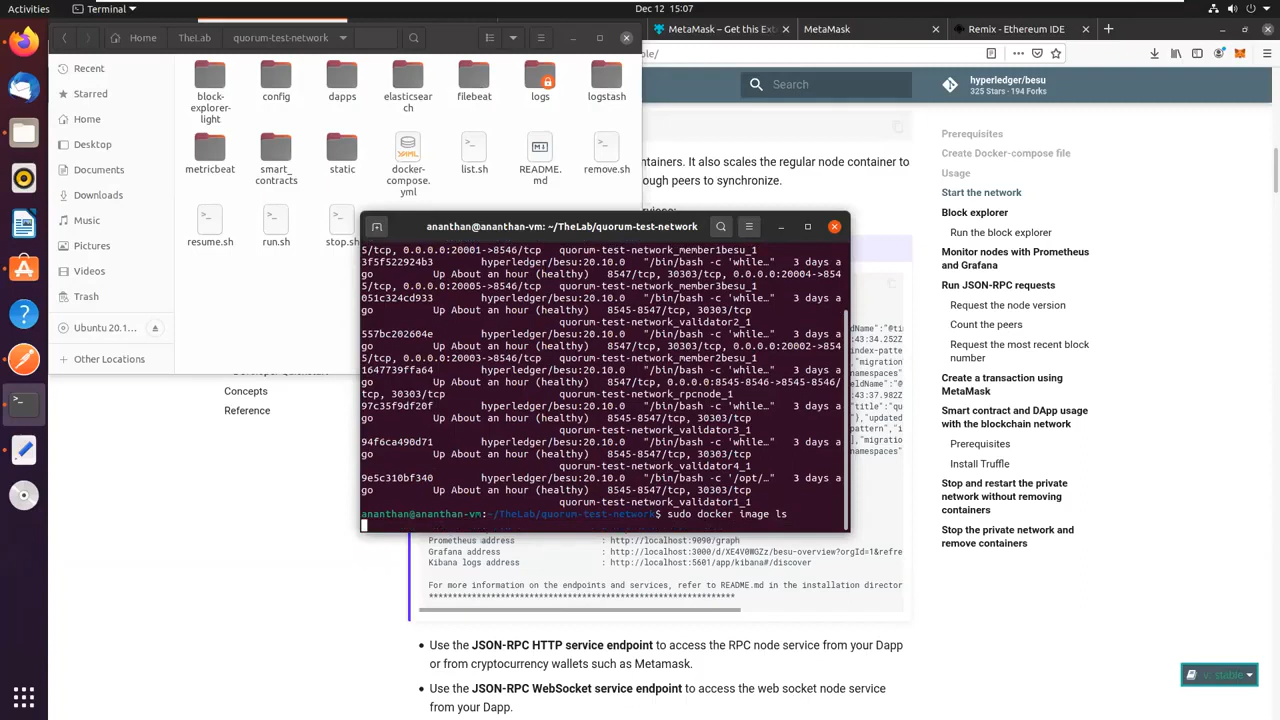 Activities
Terminal
Dec 12 15:07
Home
TheLab
quorum-test-network
MetaMask – Get this Ext
MetaMask
Remix - Ethereum IDE
le/
Recent
Starred
Home
Desktop
Documents
Downloads
Music
Pictures
Videos
Trash
Ubuntu 20.1…
Other Locations
block-explorer-light
config
dapps
elasticsearch
filebeat
logs
logstash
metricbeat
smart_contracts
static
docker-compose.yml
list.sh
README.md
remove.sh
resume.sh
run.sh
stop.sh
Search
hyperledger/besu
325 Stars · 194 Forks
ntainers. It also scales the regular node container to
ough peers to synchronize.
ananthan@ananthan-vm: ~/TheLab/quorum-test-network
5/tcp, 0.0.0.0:20001->8546/tcp   quorum-test-network_member1besu_1
3f5f522924b3        hyperledger/besu:20.10.0   "/bin/bash -c 'while…"   3 days a
go          Up About an hour (healthy)   8547/tcp, 30303/tcp, 0.0.0.0:20004->854
5/tcp, 0.0.0.0:20005->8546/tcp   quorum-test-network_member3besu_1
051c324cd933        hyperledger/besu:20.10.0   "/bin/bash -c 'while…"   3 days a
go          Up About an hour (healthy)   8545-8547/tcp, 30303/tcp
quorum-test-network_validator2_1
557bc202604e        hyperledger/besu:20.10.0   "/bin/bash -c 'while…"   3 days a
go          Up About an hour (healthy)   8547/tcp, 30303/tcp, 0.0.0.0:20002->854
5/tcp, 0.0.0.0:20003->8546/tcp   quorum-test-network_member2besu_1
1647739ffa64        hyperledger/besu:20.10.0   "/bin/bash -c 'while…"   3 days a
go          Up About an hour (healthy)   8547/tcp, 0.0.0.0:8545-8546->8545-8546/
tcp, 30303/tcp      quorum-test-network_rpcnode_1
97c35f9df20f        hyperledger/besu:20.10.0   "/bin/bash -c 'while…"   3 days a
go          Up About an hour (healthy)   8545-8547/tcp, 30303/tcp
quorum-test-network_validator3_1
94f6ca490d71        hyperledger/besu:20.10.0   "/bin/bash -c 'while…"   3 days a
go          Up About an hour (healthy)   8545-8547/tcp, 30303/tcp
quorum-test-network_validator4_1
9e5c310bf340        hyperledger/besu:20.10.0   "/bin/bash -c '/opt/…"   3 days a
go          Up About an hour (healthy)   8545-8547/tcp, 30303/tcp
quorum-test-network_validator1_1
ananthan@ananthan-vm:~/TheLab/quorum-test-network$ sudo docker image ls
Concepts
Reference
Prometheus address : http://localhost:9090/graph
Grafana address : http://localhost:3000/d/XE4V0WGZz/besu-overview?orgId=1&refre
Kibana logs address : http://localhost:5601/app/kibana#/discover
For more information on the endpoints and services, refer to README.md in the installation director
****************************************************************
• Use the JSON-RPC HTTP service endpoint to access the RPC node service from your Dapp
or from cryptocurrency wallets such as Metamask.
• Use the JSON-RPC WebSocket service endpoint to access the web socket node service
from your Dapp.
Prerequisites
Create Docker-compose file
Usage
Start the network
Block explorer
Run the block explorer
Monitor nodes with Prometheus
and Grafana
Run JSON-RPC requests
Request the node version
Count the peers
Request the most recent block
number
Create a transaction using
MetaMask
Smart contract and DApp usage
with the blockchain network
Prerequisites
Install Truffle
Stop and restart the private
network without removing
containers
Stop the private network and
remove containers
v: stable